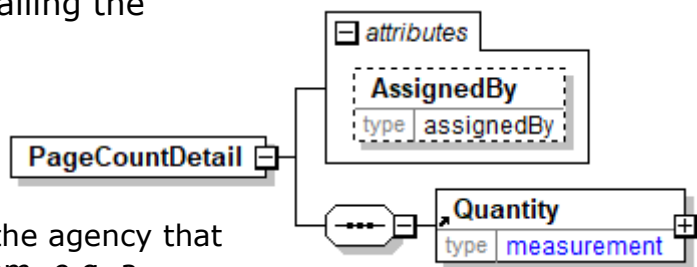 ailing the
attributes
AssignedBy
type assignedBy
PageCountDetail
Quantity
type measurement
the agency that
m, e.g. a